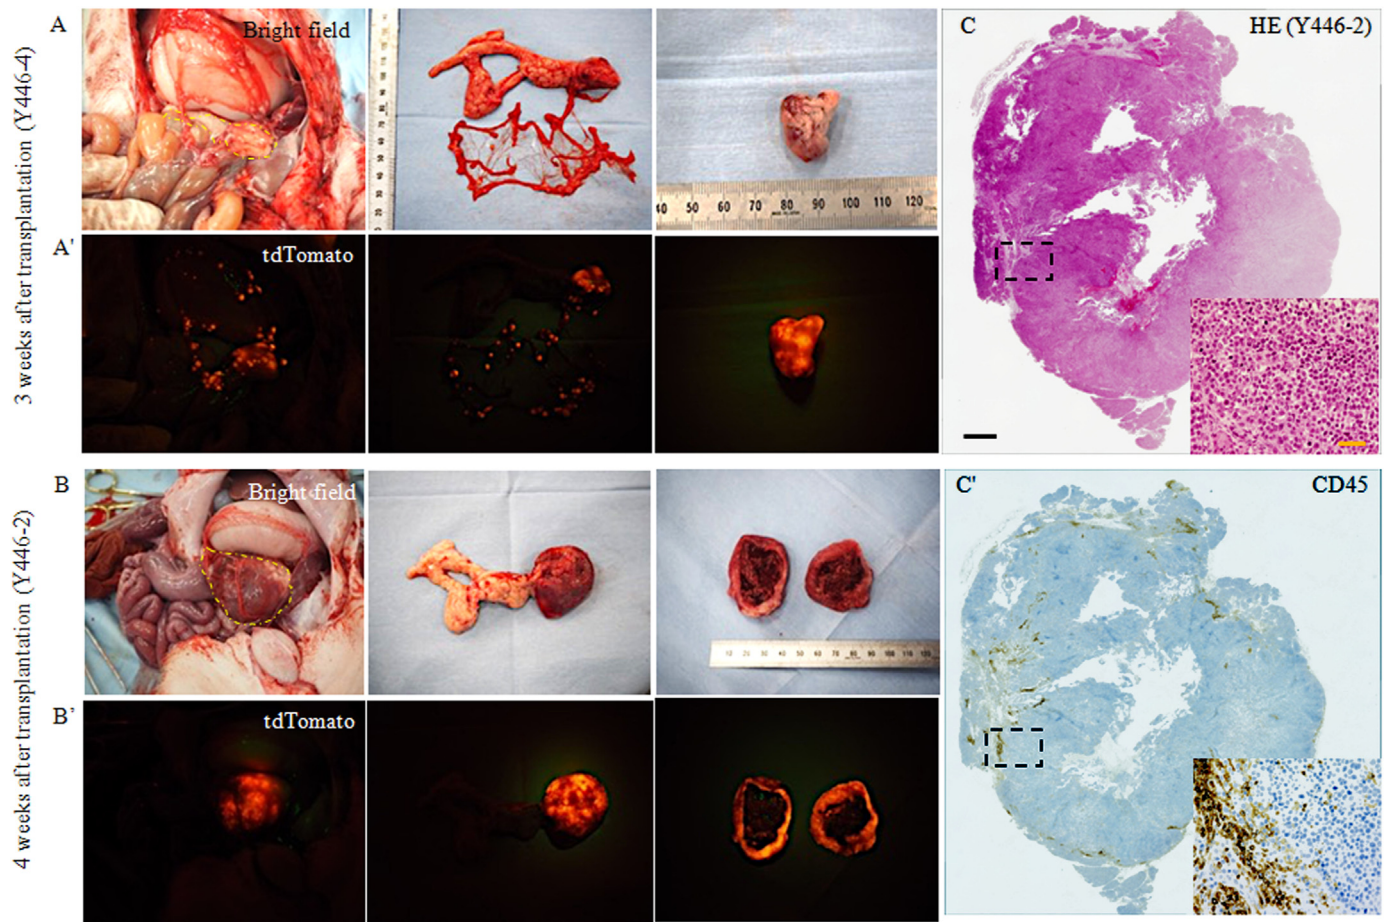 3 weeks after transplantation (Y446-4)
A
Bright field
40 50 60 70 80 90 100 110 120
C
HE (Y446-2)
A'
tdTomato
4 weeks after transplantation (Y446-2)
B
Bright field
C'
CD45
B’
tdTomato